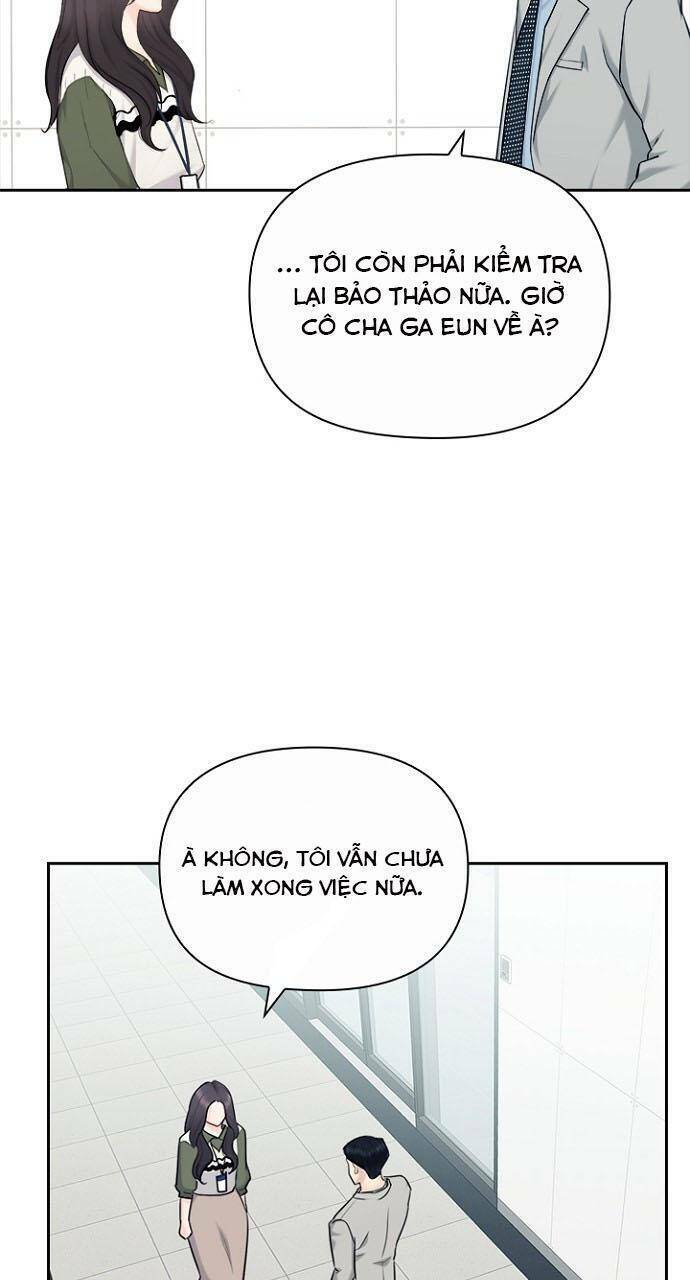 ... TÔI CÒN PHẢI KIỂM TRA
LẠI BẢO THẢO NỮA. GIỜ
CÔ CHA GA EUN VỀ À?
À KHÔNG, TÔI VẪN CHƯA
LÀM XONG VIỆC NỮA.